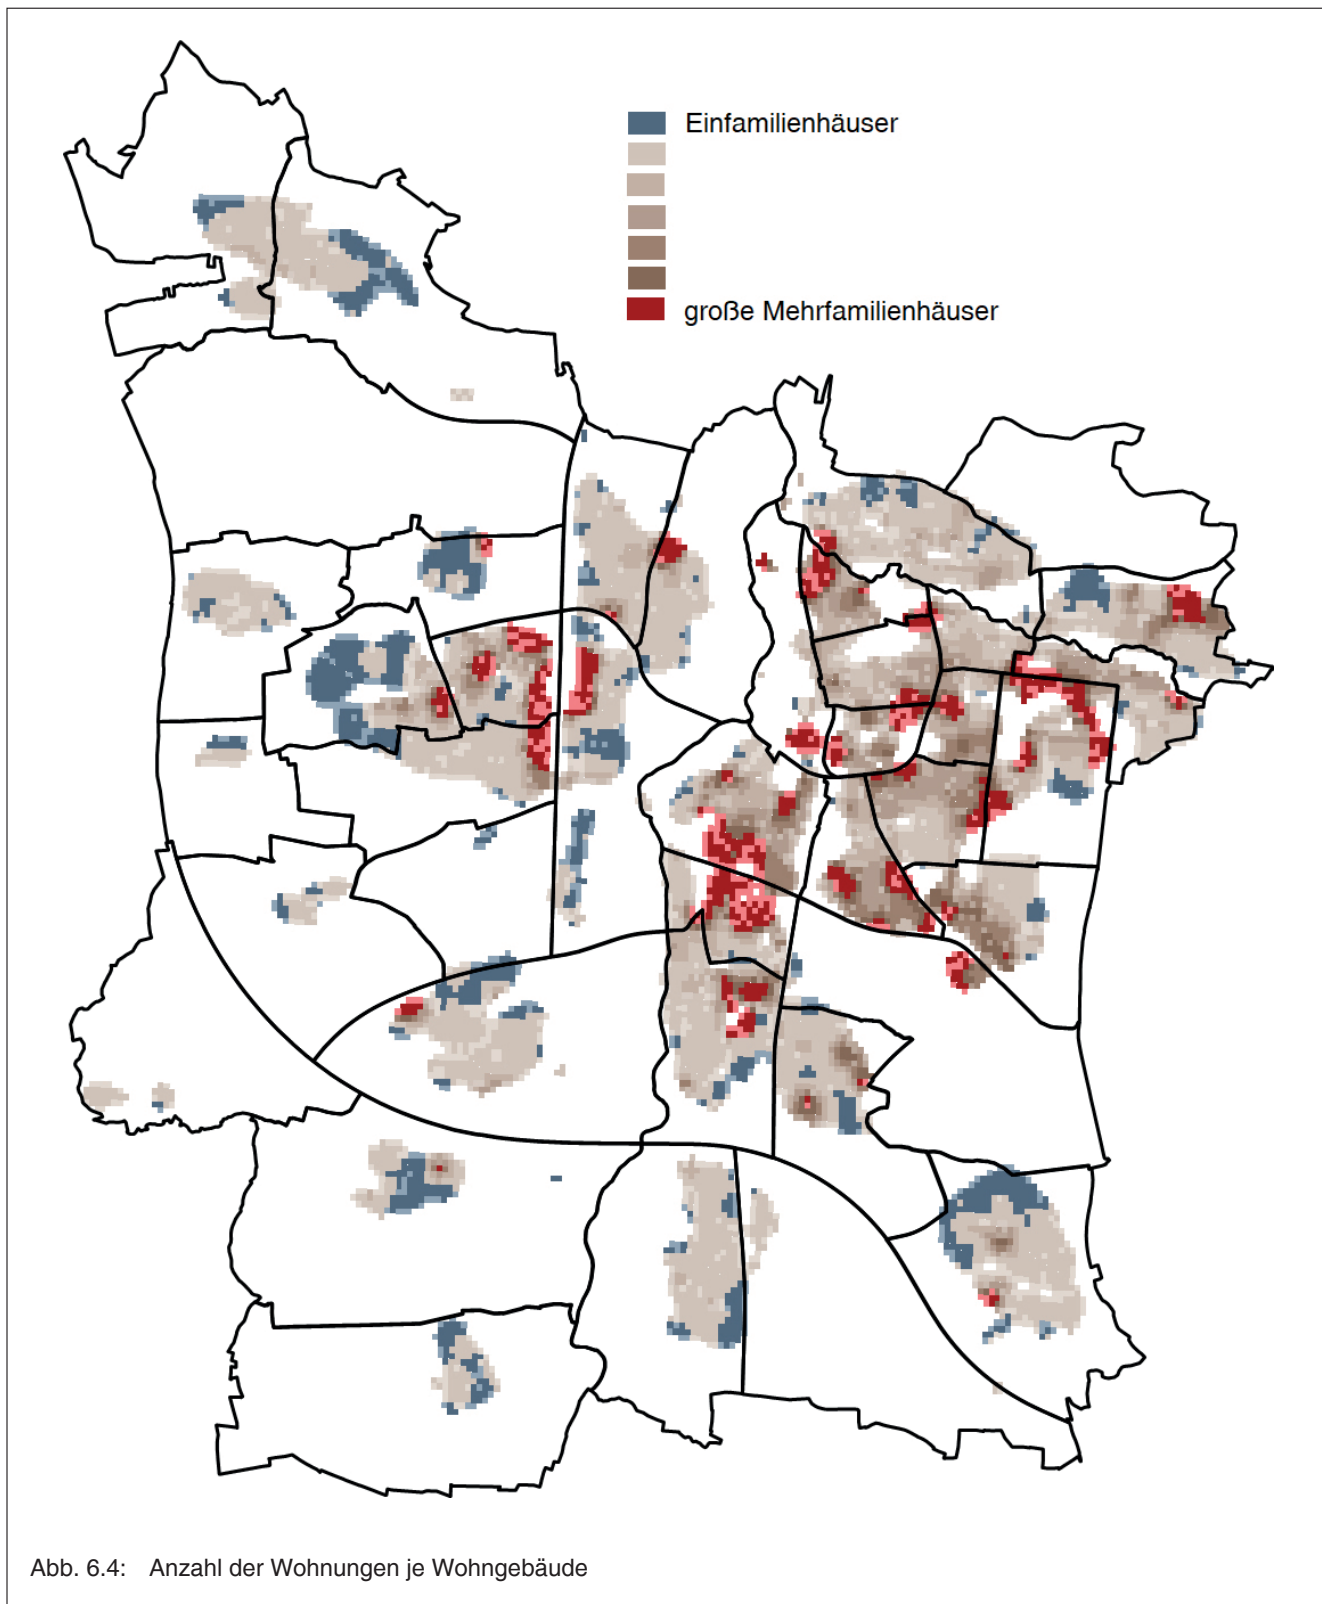 Einfamilienhäuser
große Mehrfamilienhäuser
Abb. 6.4: Anzahl der Wohnungen je Wohngebäude